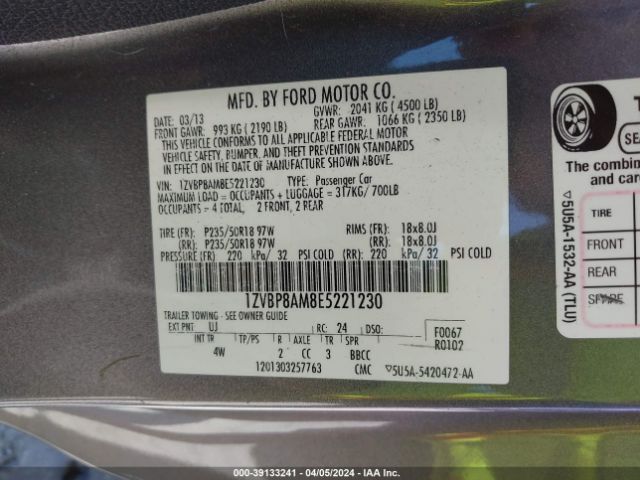 MFD. BY FORD MOTOR CO.
03/13
GVWR: 2041 KG ( 4500 LB)
FRONT GAWR: 993 KG ( 2190 LB)
REAR GAWR: 1066 KG ( 2350 LB)
THIS VEHICLE CONFORMS TO ALL APPLICABLE FEDERAL MOTOR
VEHICLE SAFETY, BUMPER, AND THEFT PREVENTION STANDARDS
IN EFFECT ON THE DATE OF MANUFACTURE SHOWN ABOVE.
VIN: 1ZVBP8AM8E5221230 TYPE: Passenger Car
MAXIMUM LOAD = OCCUPANTS + LUGGAGE = 317KG/ 700LB
OCCUPANTS = 4 TOTAL, 2 FRONT, 2 REAR
TIRE (FR): P235/50R18 97W RIMS (FR): 18x8.0J
(RR): P235/50R18 97W (RR): 18x8.0J
PRESSURE (FR) 220 kPa/ 32 PSI COLD (RR) 220 kPa/ 32 PSI COLD
1ZVBP8AM8E5221230
TRAILER TOWING - SEE OWNER GUIDE
EXT PNT UJ RC: 24 DSO: F0067
R0102
INT TR TP/PS R AXLE TR SPR
4W 2 CC 3 BBCC
1201303257763 CMC ▽5U5A-5420472-AA
T
SEA
The combin
and carg
TIRE
FRONT
REAR
SPARE
▽5U5A-1532-AA (TLU)
000-39133241 - 04/05/2024 - IAA Inc.